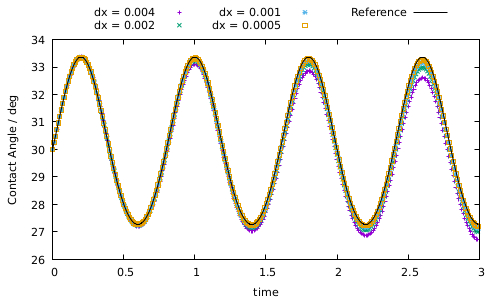 dx = 0.004 dx = 0.001 Reference
dx = 0.002 dx = 0.0005
34
33
32
31
30
29
28
27
26
Contact Angle / deg
0 0.5 1 1.5 2 2.5 3
time